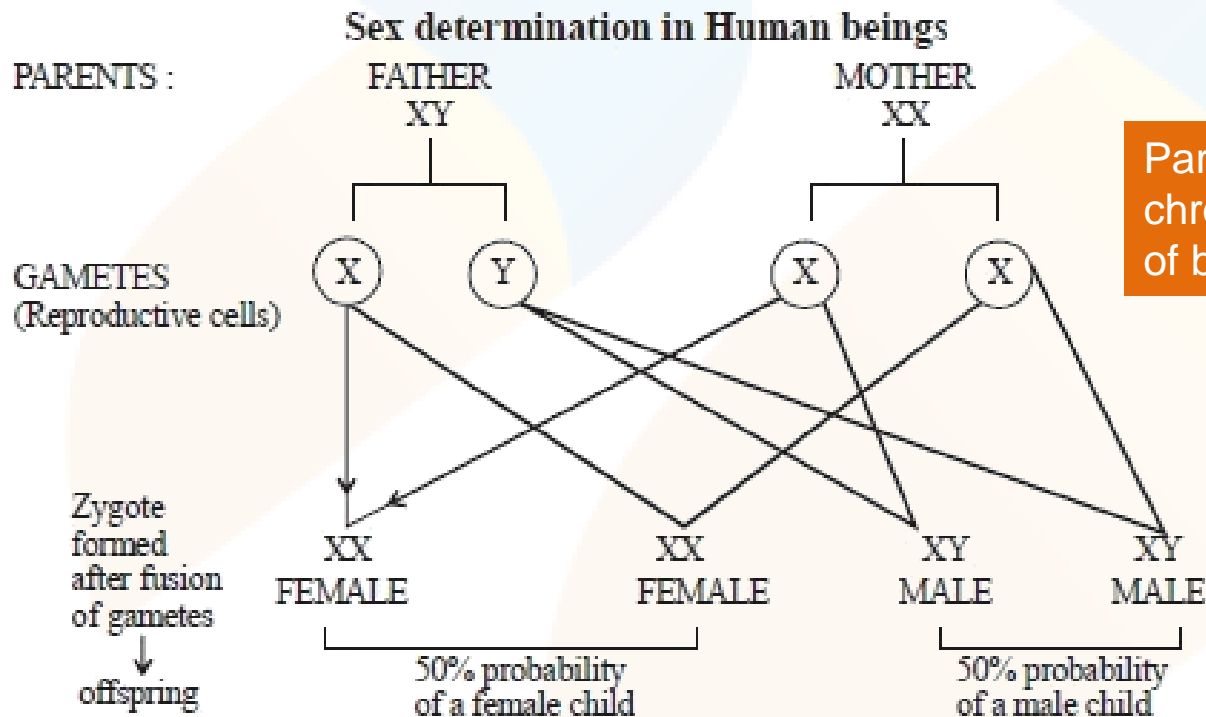 Sex determination in Human beings
PARENTS :
FATHER
MOTHER
XY
XX
of b
GAMETES
(Reproductive cells)
X
Y
X
X
Zygote
formed
after fusion
of gametes
offspring
XX
XX
XY
XY
FEMALE
FEMALE
MALE
MALE
50% probability
of a female child
50% probability
of a male child